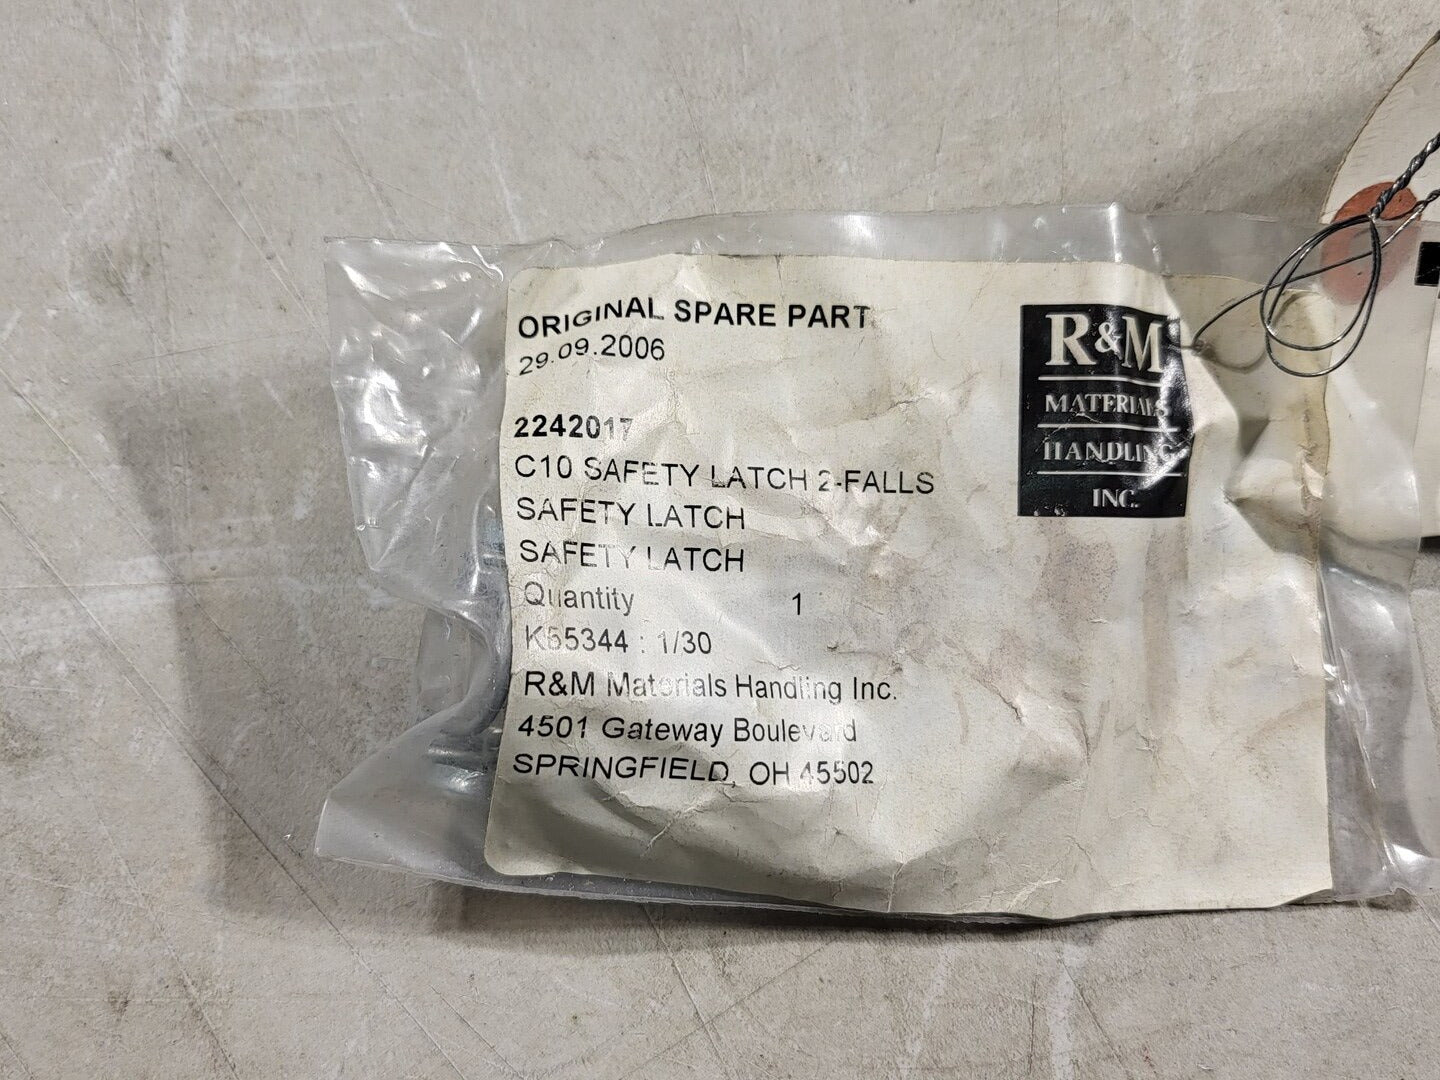 ORIGINAL SPARE PART
29.09.2006
2242017
C10 SAFETY LATCH 2-FALLS
SAFETY LATCH
SAFETY LATCH
Quantity 1
K55344 : 1/30
R&M Materials Handling Inc.
4501 Gateway Boulevard
SPRINGFIELD, OH 45502
R&M
MATERIALS
HANDLING
INC.